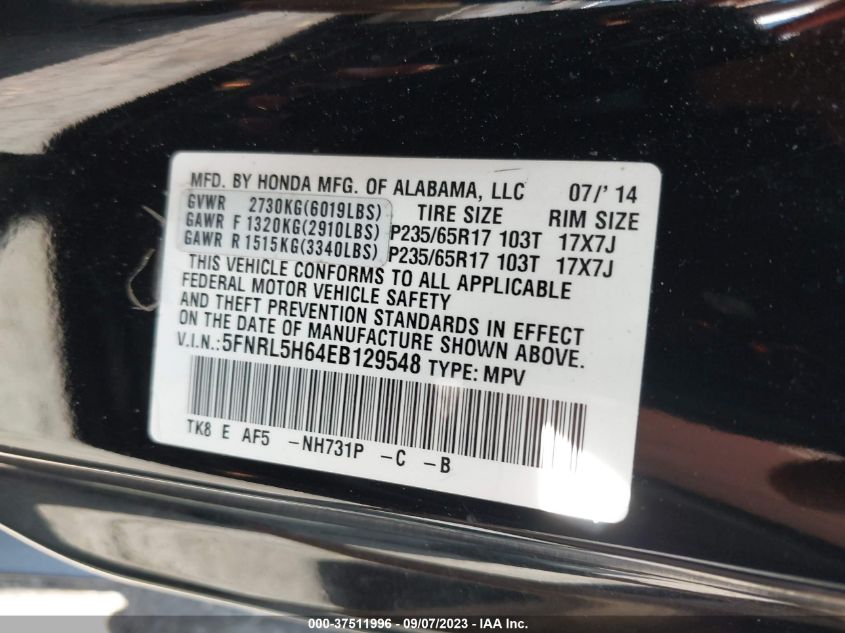 MFD. BY HONDA MFG. OF ALABAMA, LLC 07/' 14
GVWR 2730KG(6019LBS) TIRE SIZE RIM SIZE
GAWR F 1320KG(2910LBS) P235/65R17 103T 17X7J
GAWR R 1515KG(3340LBS) P235/65R17 103T 17X7J
THIS VEHICLE CONFORMS TO ALL APPLICABLE
FEDERAL MOTOR VEHICLE SAFETY
AND THEFT PREVENTION STANDARDS IN EFFECT
ON THE DATE OF MANUFACTURE SHOWN ABOVE.
V.I.N.:5FNRL5H64EB129548 TYPE: MPV
TK8 E AF5 -NH731P -C -B
000-37511996 - 09/07/2023 - IAA Inc.